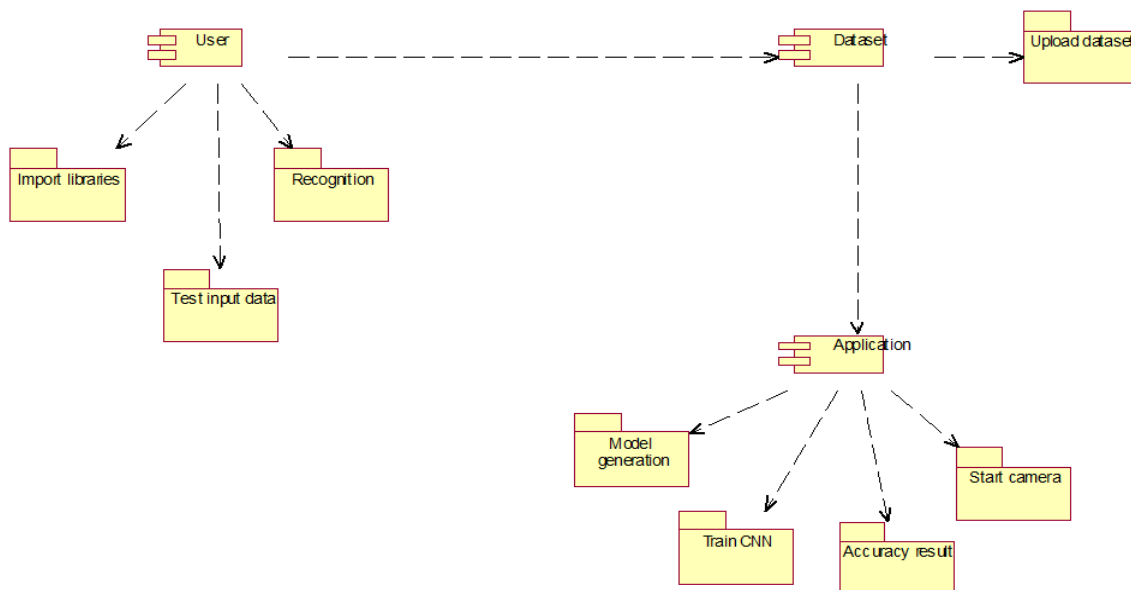 User
Dataset
Upload dataset
Import libraries
Recognition
Test input data
Application
Model
generation
Start camera
Train CNN
Accuracy result